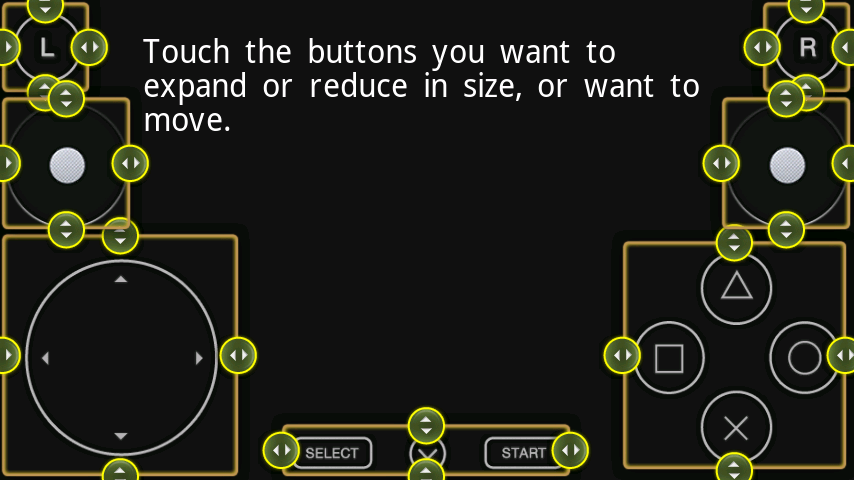 L
R
Touch the buttons you want to
expand or reduce in size, or want to
move.
SELECT
START